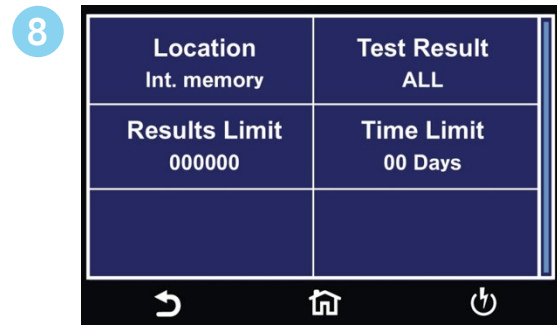 8
Location
Int. memory
Test Result
ALL
Results Limit
000000
Time Limit
00 Days